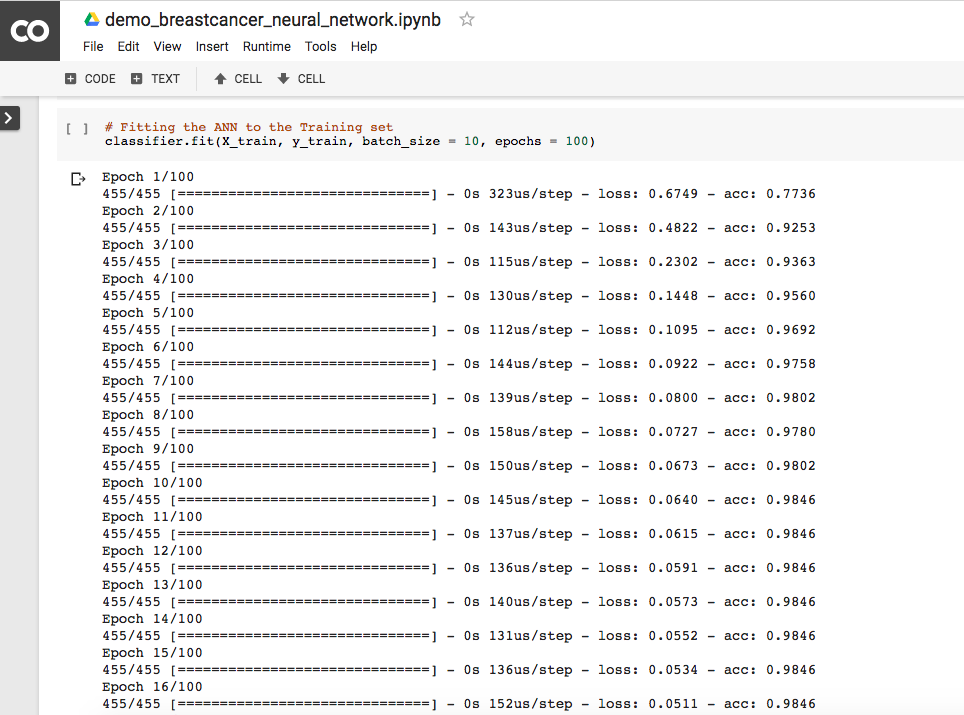 CO demo_breastcancer_neural_network.ipynb
File Edit View Insert Runtime Tools Help
CODE TEXT CELL CELL
[ ] # Fitting the ANN to the Training set
classifier.fit(X_train, y_train, batch_size = 10, epochs = 100)
Epoch 1/100
455/455 [==============================] - 0s 323us/step - loss: 0.6749 - acc: 0.7736
Epoch 2/100
455/455 [==============================] - 0s 143us/step - loss: 0.4822 - acc: 0.9253
Epoch 3/100
455/455 [==============================] - 0s 115us/step - loss: 0.2302 - acc: 0.9363
Epoch 4/100
455/455 [==============================] - 0s 130us/step - loss: 0.1448 - acc: 0.9560
Epoch 5/100
455/455 [==============================] - 0s 112us/step - loss: 0.1095 - acc: 0.9692
Epoch 6/100
455/455 [==============================] - 0s 144us/step - loss: 0.0922 - acc: 0.9758
Epoch 7/100
455/455 [==============================] - 0s 139us/step - loss: 0.0800 - acc: 0.9802
Epoch 8/100
455/455 [==============================] - 0s 158us/step - loss: 0.0727 - acc: 0.9780
Epoch 9/100
455/455 [==============================] - 0s 150us/step - loss: 0.0673 - acc: 0.9802
Epoch 10/100
455/455 [==============================] - 0s 145us/step - loss: 0.0640 - acc: 0.9846
Epoch 11/100
455/455 [==============================] - 0s 137us/step - loss: 0.0615 - acc: 0.9846
Epoch 12/100
455/455 [==============================] - 0s 136us/step - loss: 0.0591 - acc: 0.9846
Epoch 13/100
455/455 [==============================] - 0s 140us/step - loss: 0.0573 - acc: 0.9846
Epoch 14/100
455/455 [==============================] - 0s 131us/step - loss: 0.0552 - acc: 0.9846
Epoch 15/100
455/455 [==============================] - 0s 136us/step - loss: 0.0534 - acc: 0.9846
Epoch 16/100
455/455 [==============================] - 0s 152us/step - loss: 0.0511 - acc: 0.9846